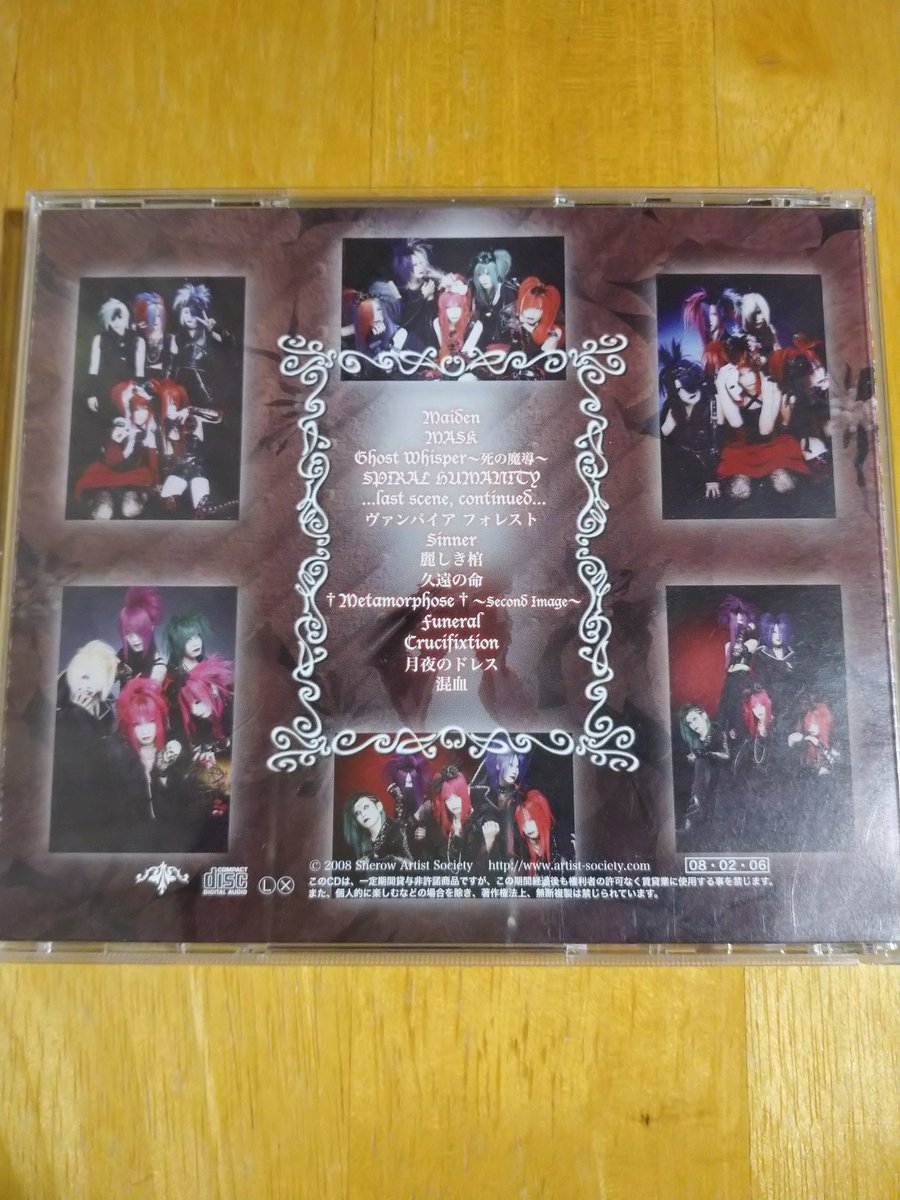 Maiden
MASK
Ghost Whisper〜死の魔導〜
SPIRAL HUMANITY
...last scene, continued...
ヴァンパイア フォレスト
Sinner
麗しき棺
久遠の命
†Metamorphose† 〜Second Image〜
Funeral
Crucifixtion
月夜のドレス
混血
COMPACT disc DIGITAL AUDIO
Ⓛ Ⓧ
© 2008 Sherow Artist Society http://www.artist-society.com
08・02・06
このCDは、一定期間貸与非許諾商品ですが、この期間経過後も権利者の許可なく賃貸業に使用する事を禁じます。
また、個人的に楽しむなどの場合を除き、著作権法上、無断複製は禁じられています。